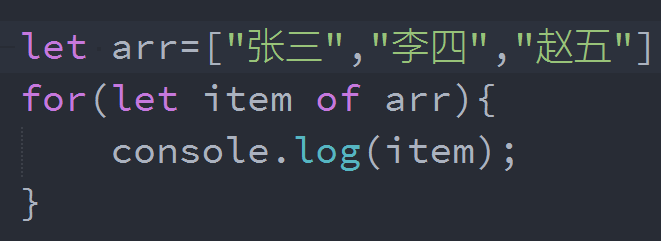 let arr=["张三","李四","赵五"]
for(let item of arr){
    console.log(item);
}